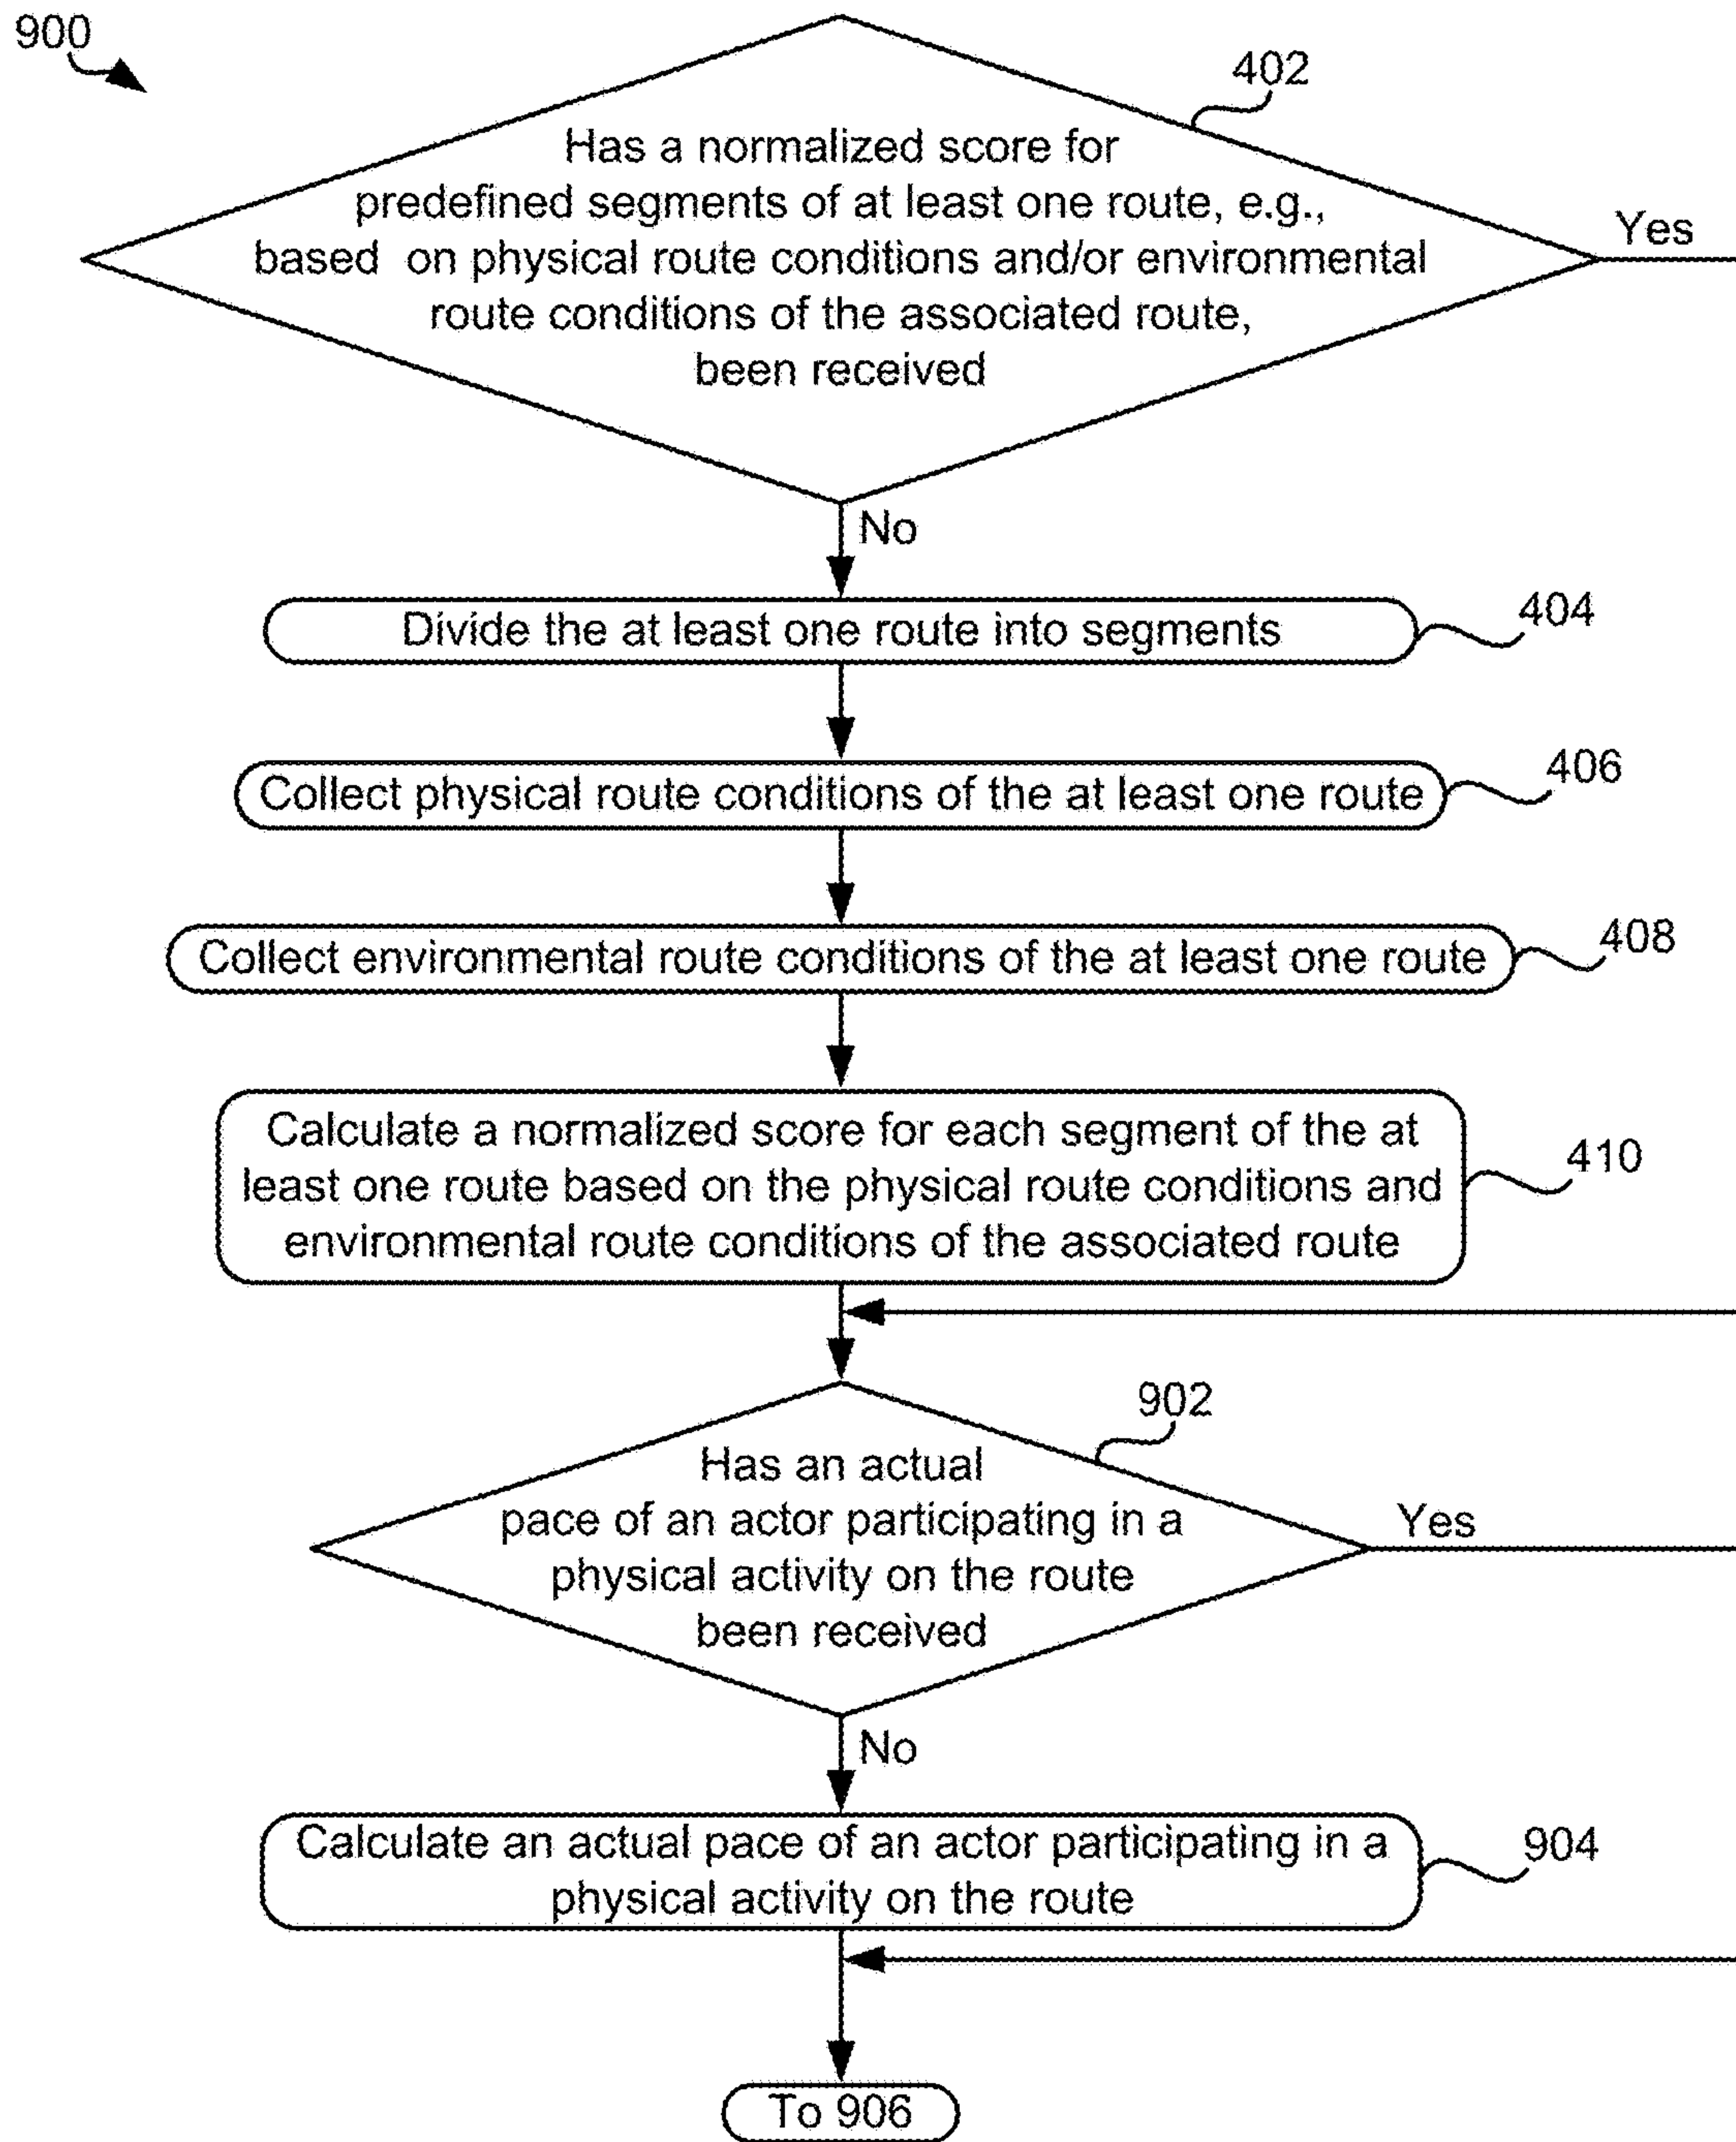 900
402
Has a normalized score for
predefined segments of at least one route, e.g.,
based on physical route conditions and/or environmental
route conditions of the associated route,
been received
Yes
No
Divide the at least one route into segments
404
Collect physical route conditions of the at least one route
406
Collect environmental route conditions of the at least one route
408
Calculate a normalized score for each segment of the at
least one route based on the physical route conditions and
environmental route conditions of the associated route
410
902
Has an actual
pace of an actor participating in a
physical activity on the route
been received
Yes
No
Calculate an actual pace of an actor participating in a
physical activity on the route
904
To 906